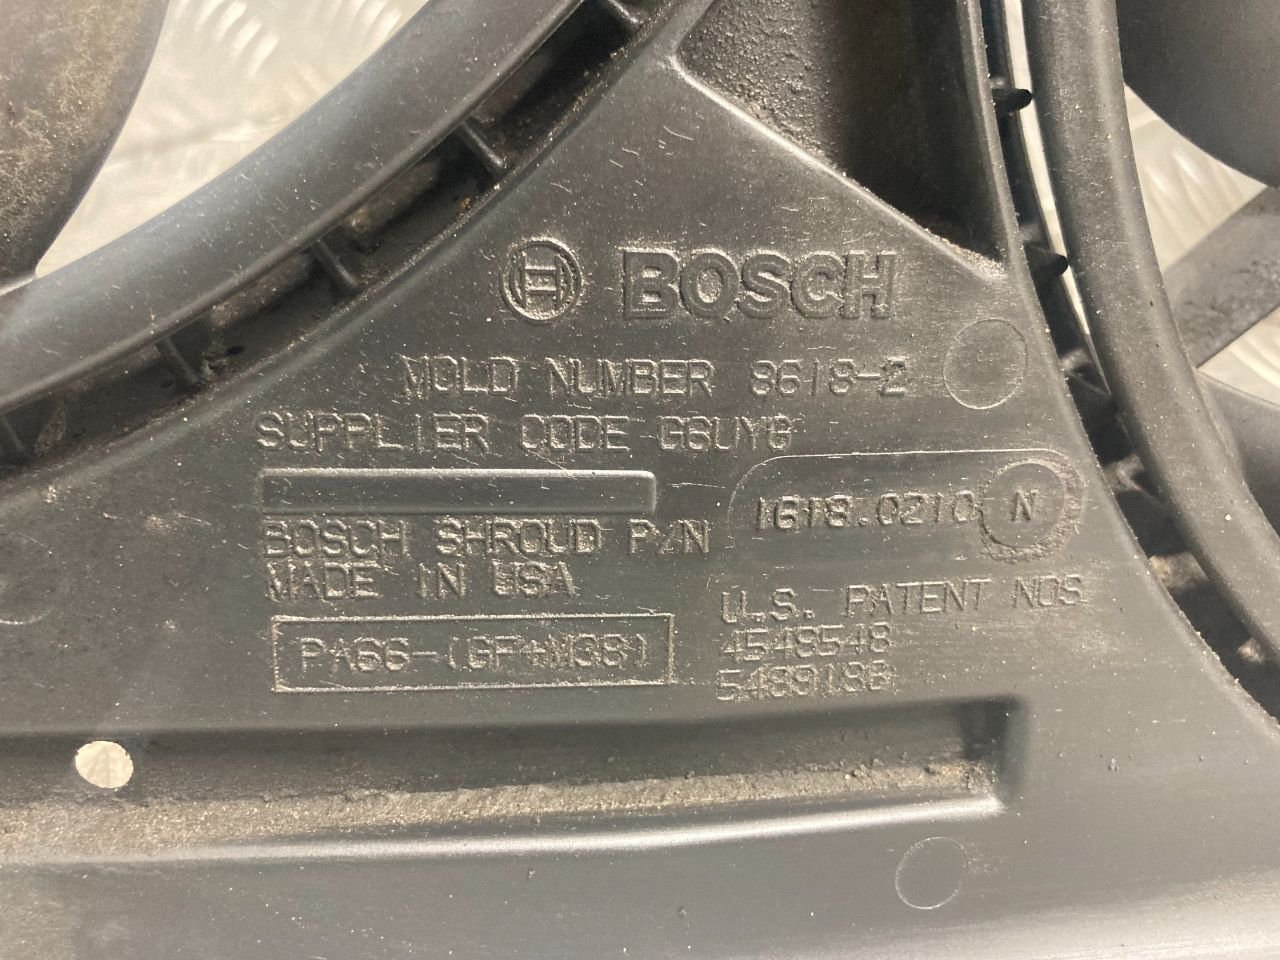 BOSCH
MOLD NUMBER 8618-2
SUPPLIER CODE G6UYG
1618.0210 N
BOSCH SHROUD P/N
MADE IN USA
U.S. PATENT NOS
4548548
PA66-(GF+M38)
5489186